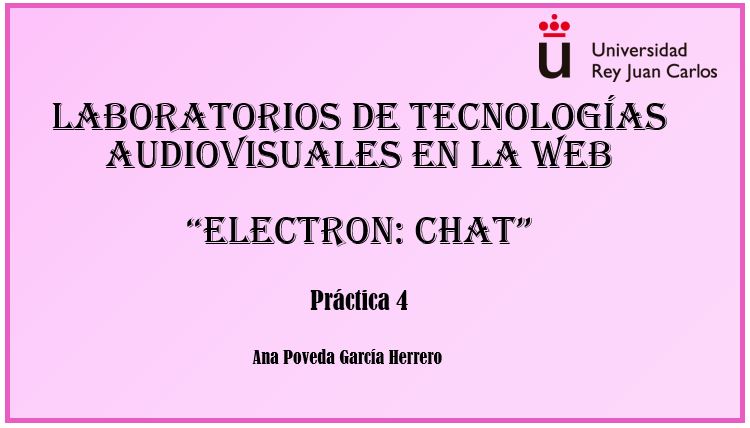 Universidad
Rey Juan Carlos
LABORATORIOS DE TECNOLOGÍAS
AUDIOVISUALES EN LA WEB
“ELECTRON: CHAT”
Práctica 4
Ana Poveda García Herrero